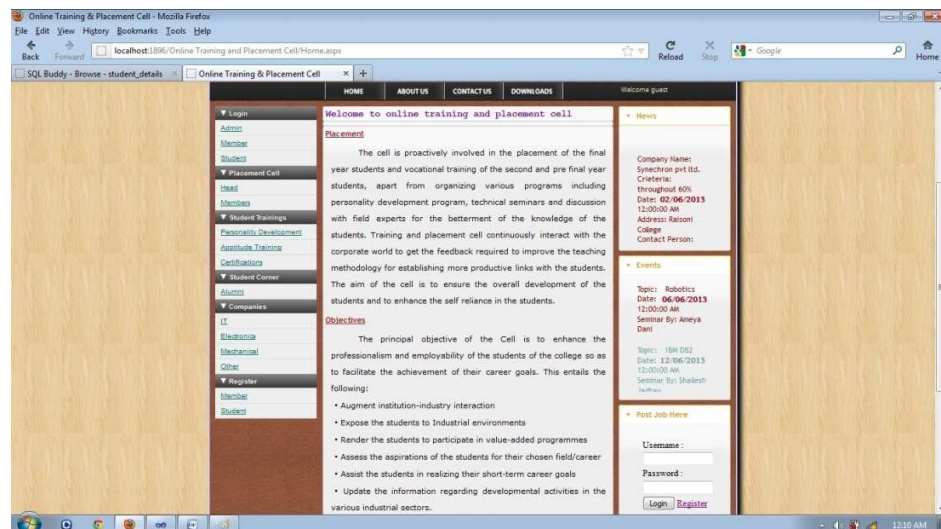 Online Training & Placement Cell - Mozilla Firefox
File Edit View History Bookmarks Tools Help
Back Forward localhost:1896/Online Training and Placement Cell/Home.aspx Reload Stop Google Home
SQL Buddy - Browse - student_details
Online Training & Placement Cell
HOME ABOUT US CONTACT US DOWNLOADS
Welcome guest
Login
Admin
Member
Student
Placement Cell
Head
Members
Student Trainings
Personality Development
Apptitude Training
Certifications
Student Corner
Alumni
Companies
IT
Electronics
Mechanical
Other
Register
Member
Student
Welcome to online training and placement cell
Placement
The cell is proactively involved in the placement of the final
year students and vocational training of the second and pre final year
students, apart from organizing various programs including
personality development program, technical seminars and discussion
with field experts for the betterment of the knowledge of the
students. Training and placement cell continuously interact with the
corporate world to get the feedback required to improve the teaching
methodology for establishing more productive links with the students.
The aim of the cell is to ensure the overall development of the
students and to enhance the self reliance in the students.
Objectives
The principal objective of the Cell is to enhance the
professionalism and employability of the students of the college so as
to facilitate the achievement of their career goals. This entails the
following:
• Augment institution-industry interaction
• Expose the students to Industrial environments
• Render the students to participate in value-added programmes
• Assess the aspirations of the students for their chosen field/career
• Assist the students in realizing their short-term career goals
• Update the information regarding developmental activities in the
various industrial sectors.
News
Company Name:
Synechron pvt ltd.
Crieteria:
throughout 60%
Date: 02/06/2013
12:00:00 AM
Address: Raisoni
College
Contact Person:
Events
Topic: Robotics
Date: 06/06/2013
12:00:00 AM
Seminar By: Ameya
Dani
Topic: IBM DB2
Date: 12/06/2013
12:00:00 AM
Seminar By: Shailesh
Post Job Here
Username :
Password :
Login Register
12:10 AM